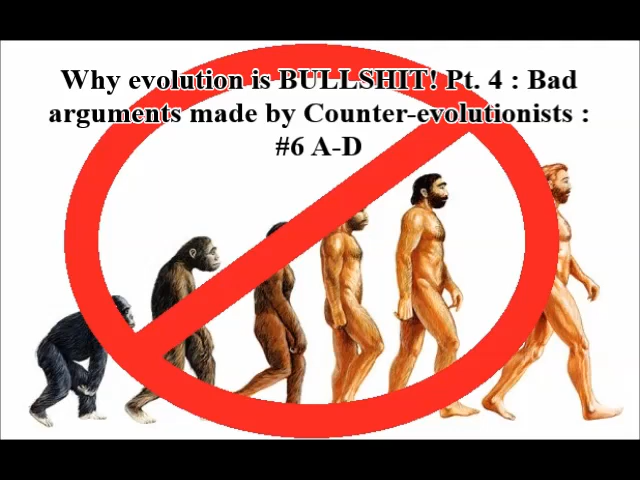 Why evolution is BULLSHIT! Pt. 4 : Bad
arguments made by Counter-evolutionists :
#6 A-D